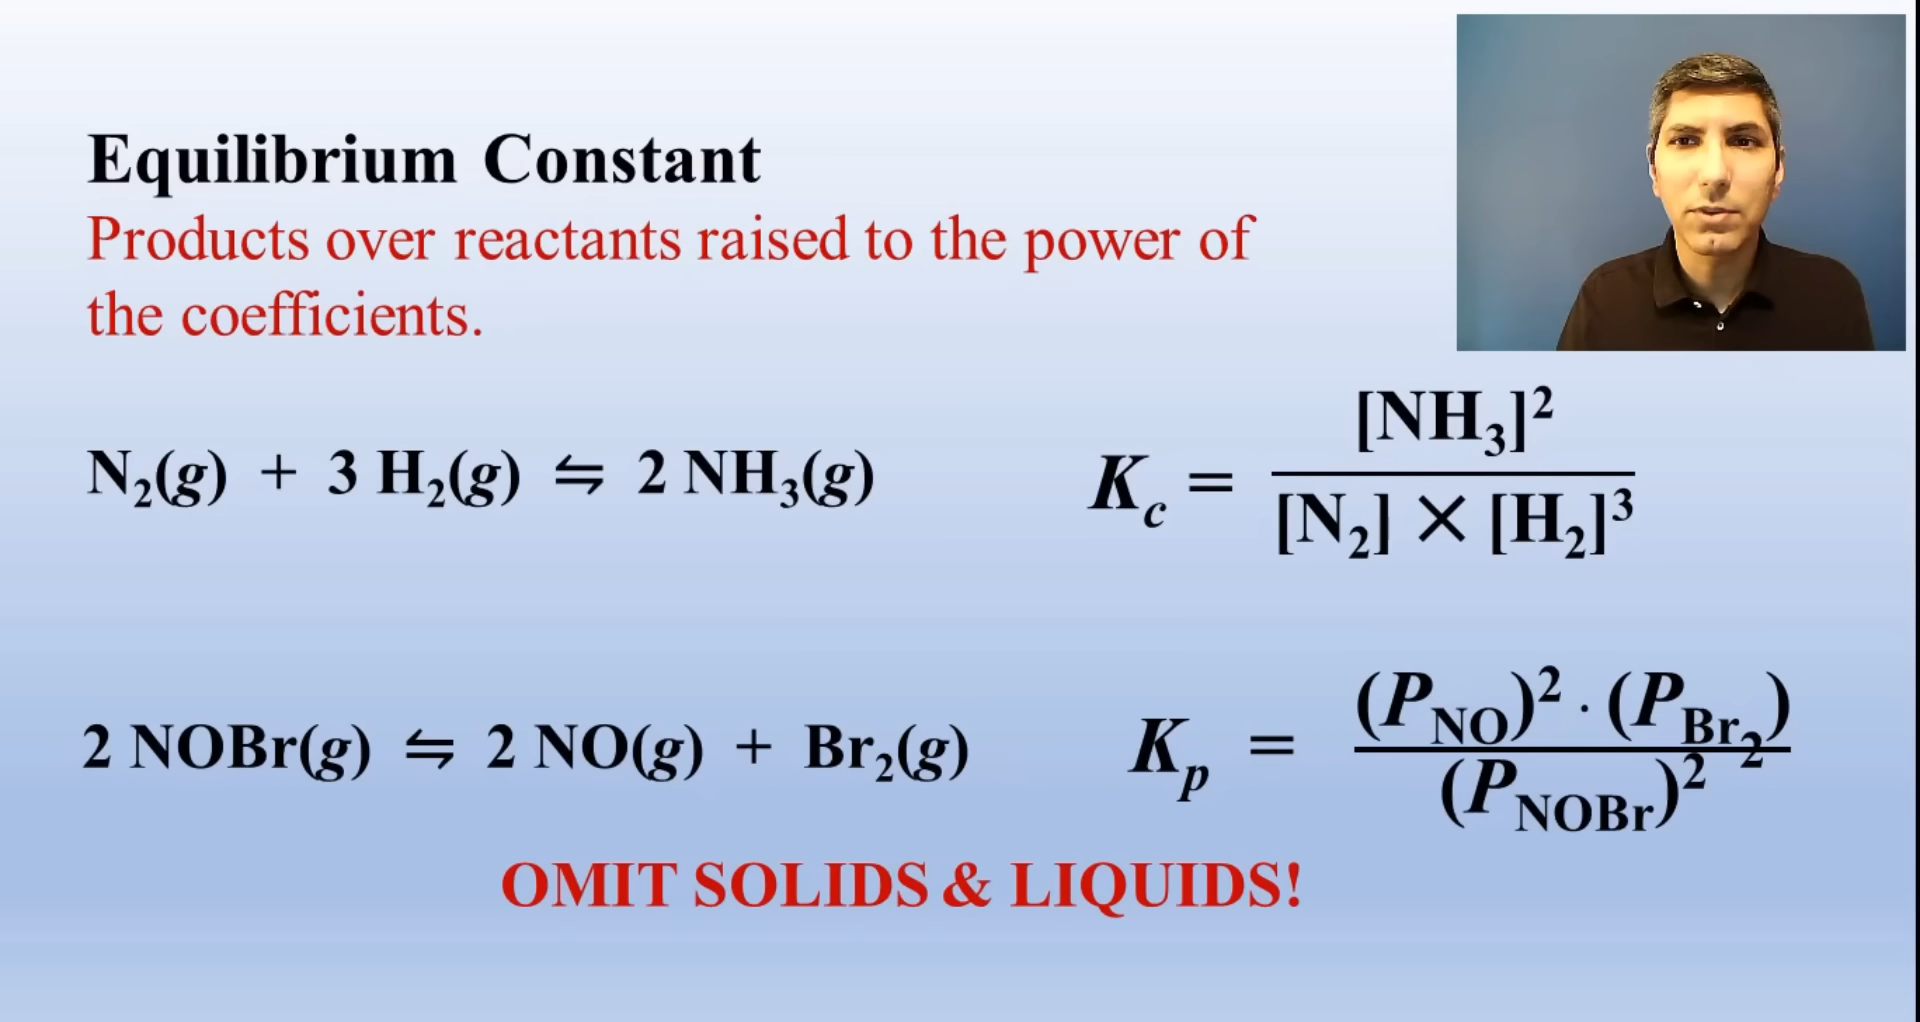 Equilibrium Constant
Products over reactants raised to the power of
the coefficients.
N₂(g) + 3 H₂(g) ⇋ 2 NH₃(g)
K_c = [NH₃]² / [N₂] × [H₂]³
2 NOBr(g) ⇋ 2 NO(g) + Br₂(g)
K_p = (P_NO)² · (P_Br₂) / (P_NOBr)²
OMIT SOLIDS & LIQUIDS!